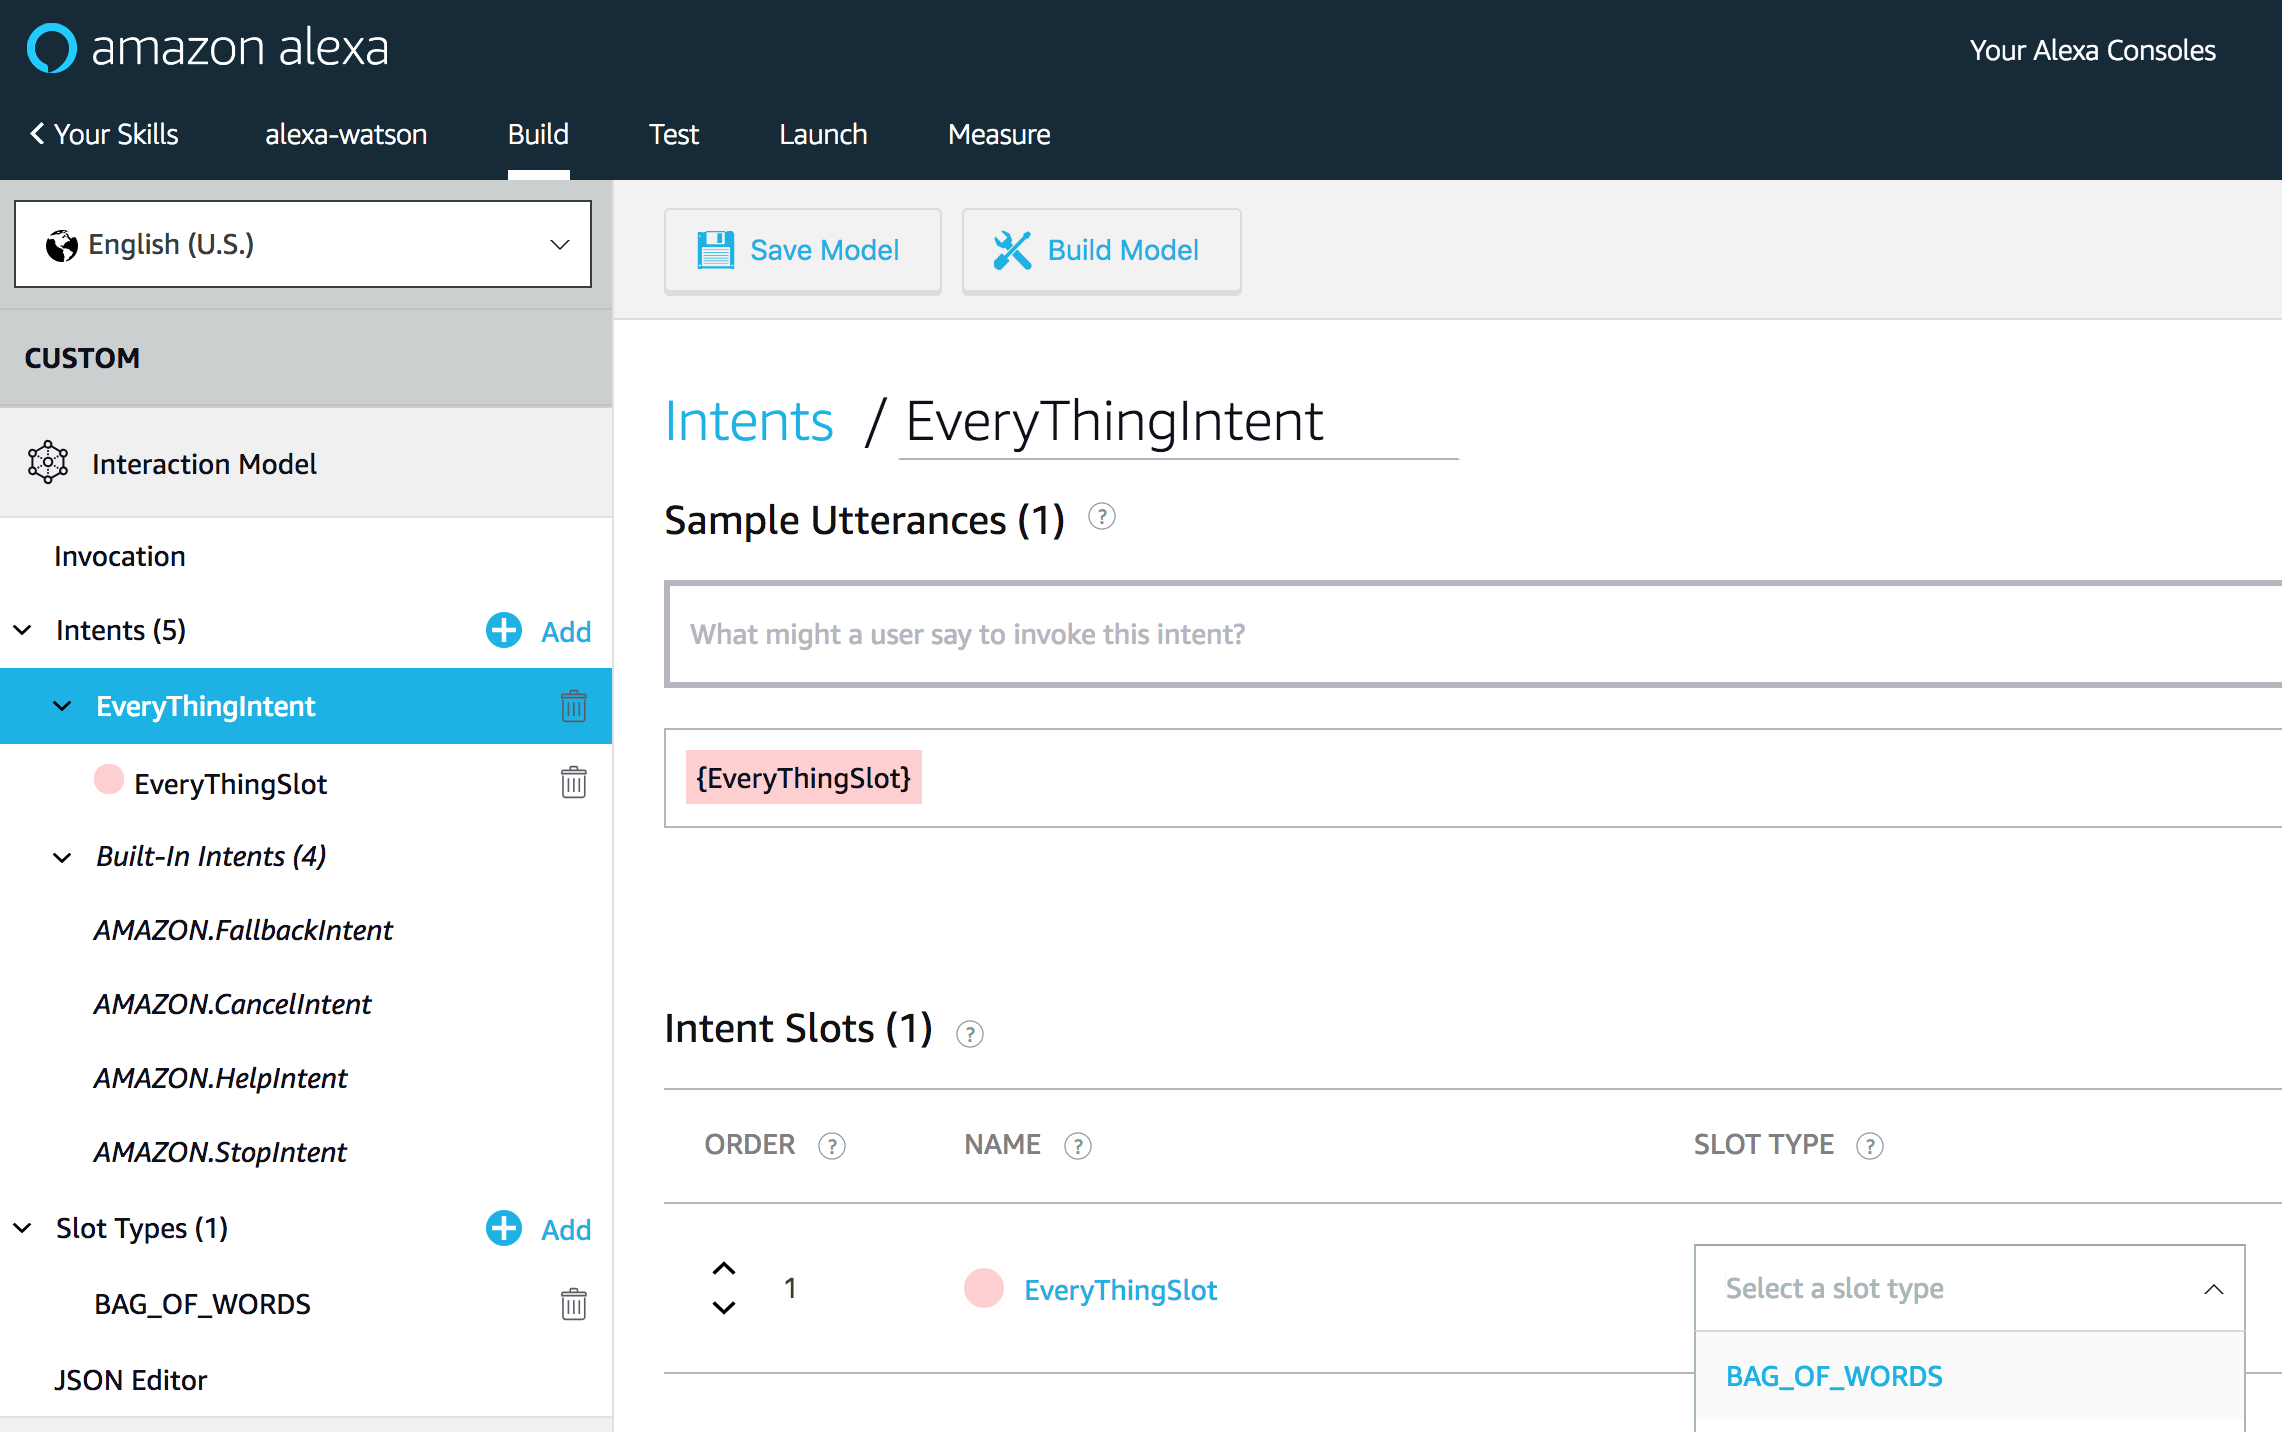 amazon alexa
Your Alexa Consoles
Your Skills
alexa-watson
Build
Test
Launch
Measure
English (U.S.)
Save Model
Build Model
CUSTOM
Interaction Model
Invocation
Intents (5)
Add
EveryThingIntent
EveryThingSlot
Built-In Intents (4)
AMAZON.FallbackIntent
AMAZON.CancelIntent
AMAZON.HelpIntent
AMAZON.StopIntent
Slot Types (1)
Add
BAG_OF_WORDS
JSON Editor
Intents / EveryThingIntent
Sample Utterances (1) ?
What might a user say to invoke this intent?
{EveryThingSlot}
Intent Slots (1) ?
ORDER ?
NAME ?
SLOT TYPE ?
1
EveryThingSlot
Select a slot type
BAG_OF_WORDS